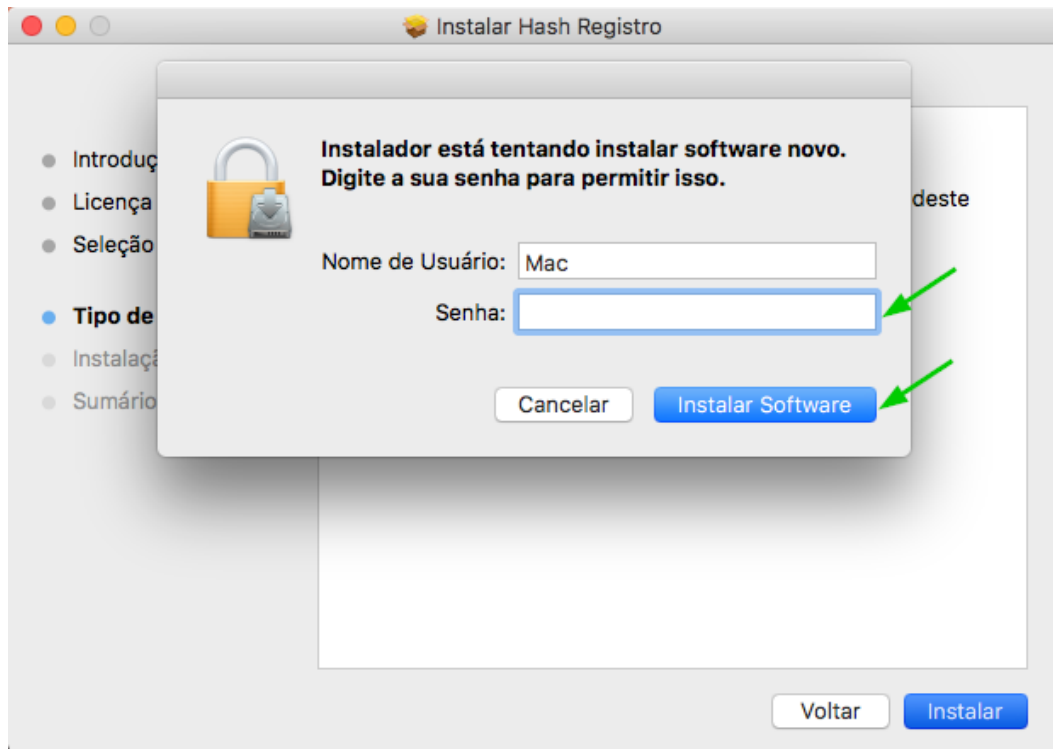 Instalar Hash Registro
Instalador está tentando instalar software novo.
Digite a sua senha para permitir isso.
Nome de Usuário: Mac
Senha:
Cancelar Instalar Software
Introduç
Licença
Seleção
Tipo de
Instalaçã
Sumário
deste
Voltar Instalar